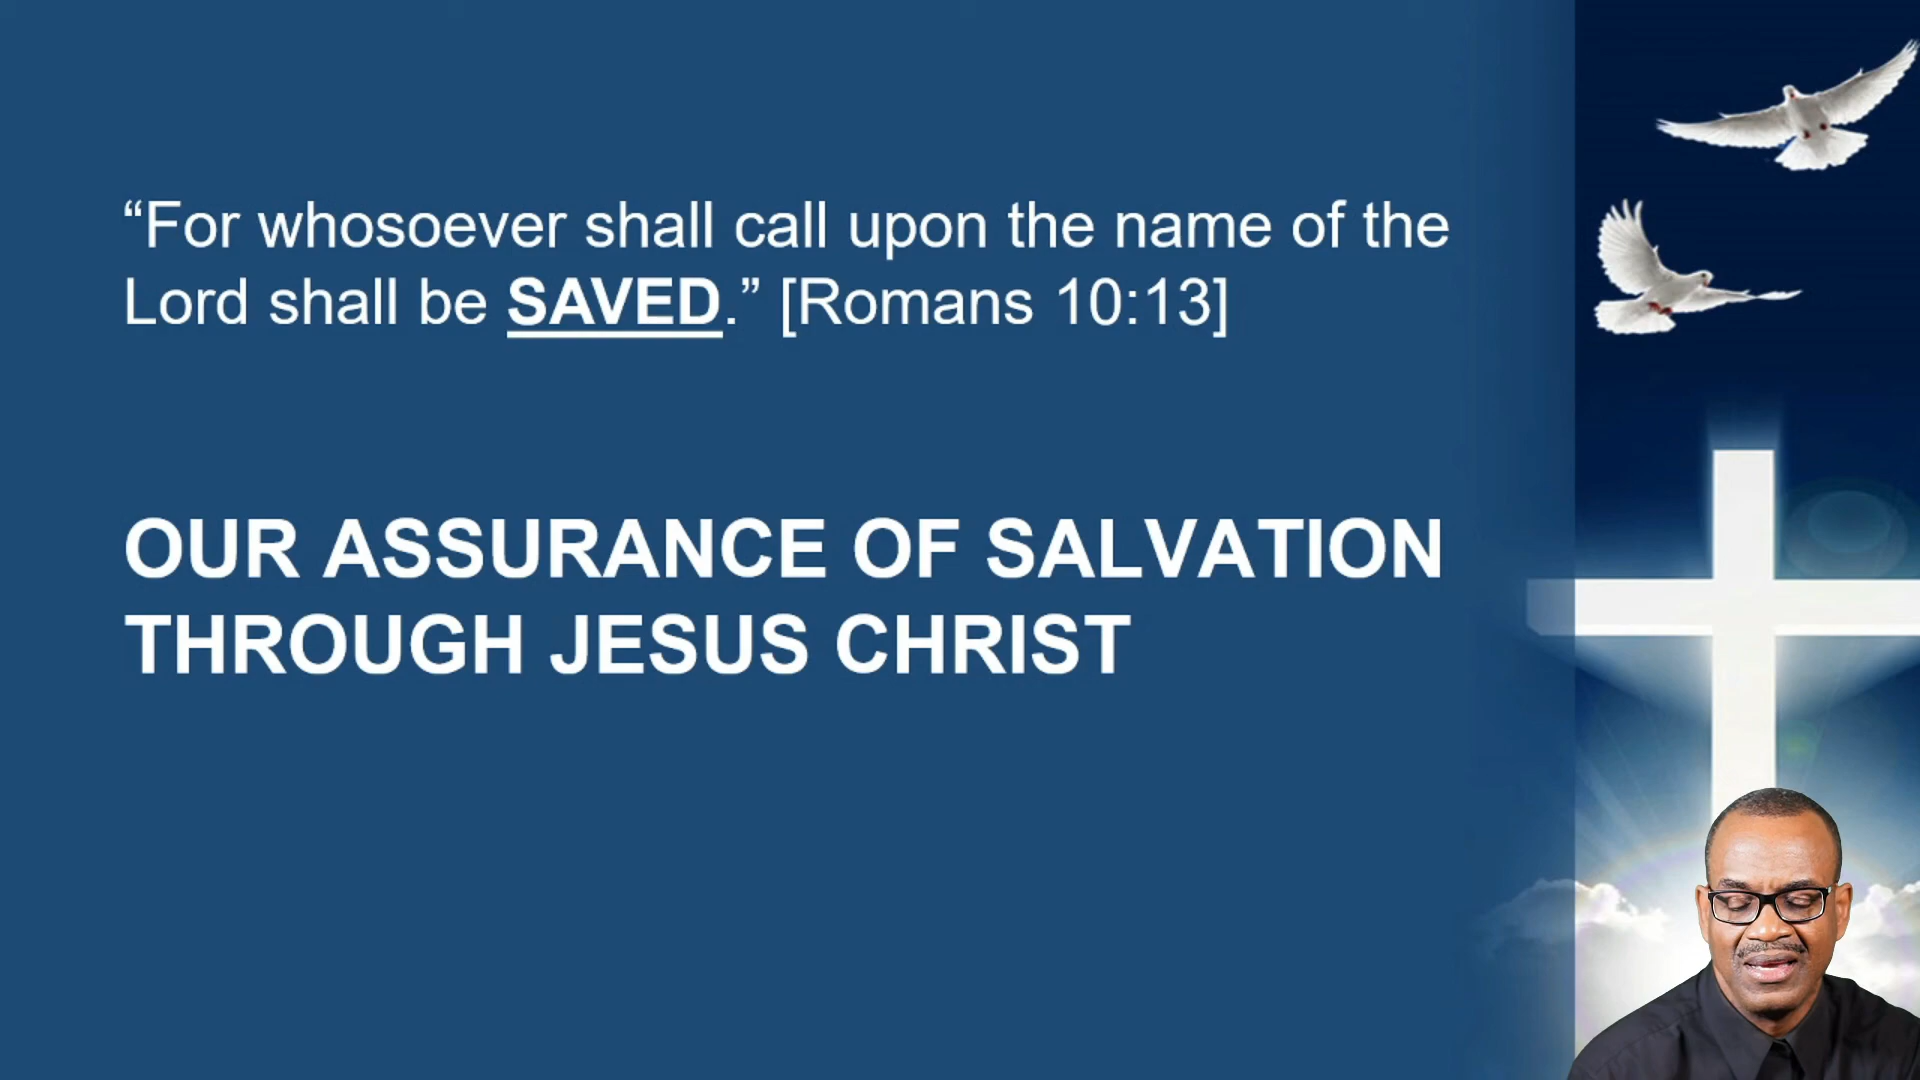 “For whosoever shall call upon the name of the
Lord shall be SAVED.” [Romans 10:13]
OUR ASSURANCE OF SALVATION
THROUGH JESUS CHRIST